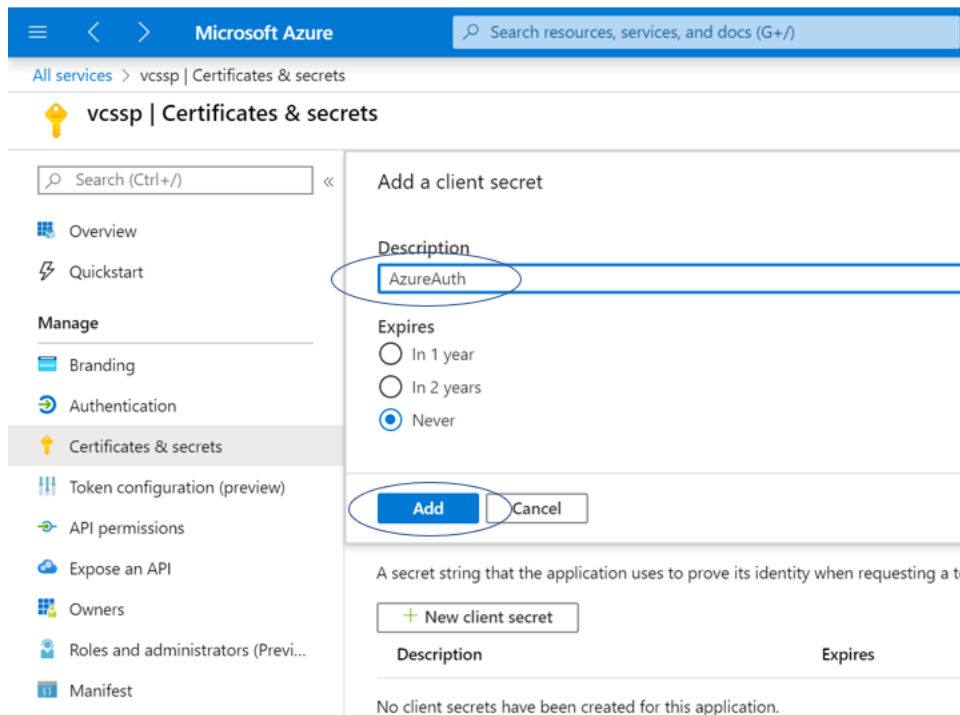 Microsoft Azure
Search resources, services, and docs (G+/)
All services > vcssp | Certificates & secrets
vcssp | Certificates & secrets
Search (Ctrl+/)
«
Overview
Quickstart
Manage
Branding
Authentication
Certificates & secrets
Token configuration (preview)
API permissions
Expose an API
Owners
Roles and administrators (Previ...
Manifest
Add a client secret
Description
AzureAuth
Expires
In 1 year
In 2 years
Never
Add Cancel
A secret string that the application uses to prove its identity when requesting a
+ New client secret
Description Expires
No client secrets have been created for this application.